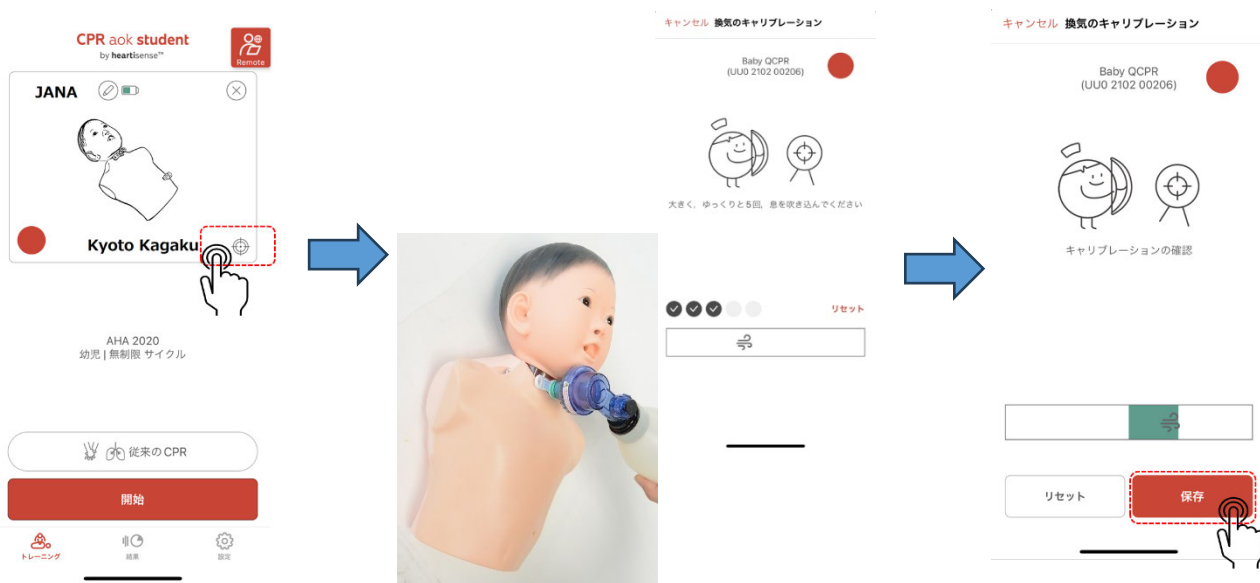 CPR aok student
by heartisense™
Remote
JANA
Kyoto Kagaku
AHA 2020
幼児 | 無制限 サイクル
従来の CPR
開始
トレーニング
結果
設定
キャンセル 換気のキャリブレーション
Baby QCPR
(UU0 2102 00206)
大きく，ゆっくりと5回，息を吹き込んでください
リセット
キャンセル 換気のキャリブレーション
Baby QCPR
(UU0 2102 00206)
キャリブレーションの確認
リセット
保存